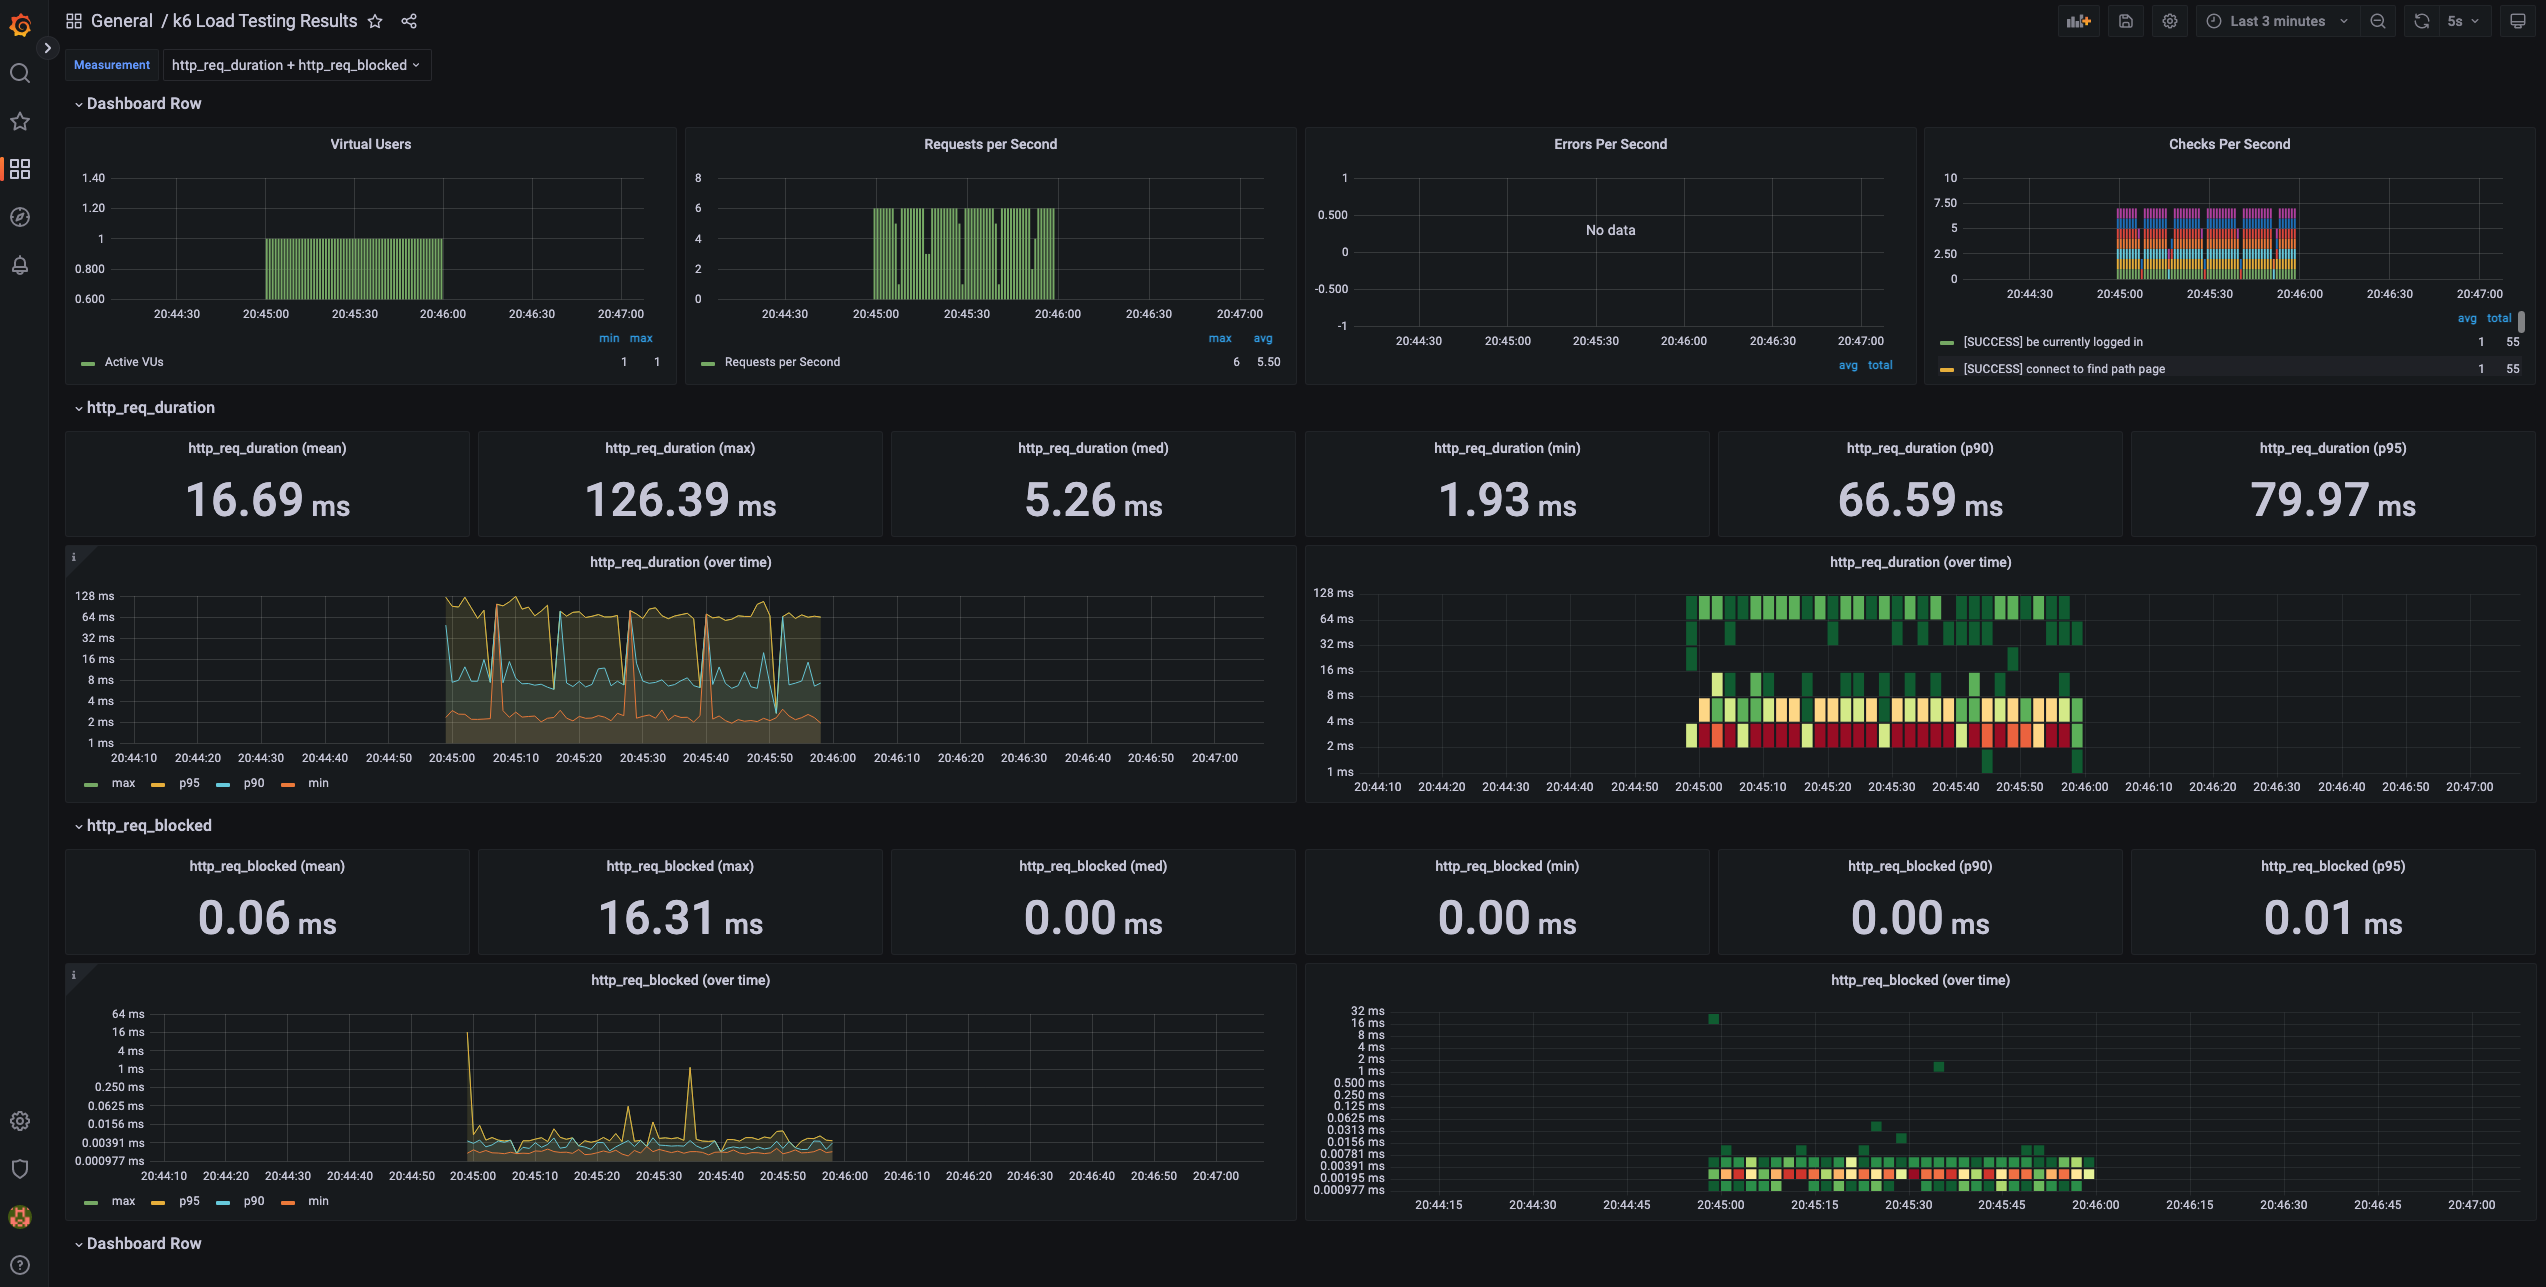 General / k6 Load Testing Results
Last 3 minutes
5s
Measurement
http_req_duration + http_req_blocked
Dashboard Row
Virtual Users
1.40
1.20
1
0.800
0.600
20:44:30 20:45:00 20:45:30 20:46:00 20:46:30 20:47:00
min max
Active VUs 1 1
Requests per Second
8
6
4
2
0
20:44:30 20:45:00 20:45:30 20:46:00 20:46:30 20:47:00
max avg
Requests per Second 6 5.50
Errors Per Second
1
0.500
0
-0.500
-1
No data
20:44:30 20:45:00 20:45:30 20:46:00 20:46:30 20:47:00
avg total
Checks Per Second
10
7.50
5
2.50
0
20:44:30 20:45:00 20:45:30 20:46:00 20:46:30 20:47:00
avg total
[SUCCESS] be currently logged in 1 55
[SUCCESS] connect to find path page 1 55
http_req_duration
http_req_duration (mean)
16.69 ms
http_req_duration (max)
126.39 ms
http_req_duration (med)
5.26 ms
http_req_duration (min)
1.93 ms
http_req_duration (p90)
66.59 ms
http_req_duration (p95)
79.97 ms
i
http_req_duration (over time)
128 ms
64 ms
32 ms
16 ms
8 ms
4 ms
2 ms
1 ms
20:44:10 20:44:20 20:44:30 20:44:40 20:44:50 20:45:00 20:45:10 20:45:20 20:45:30 20:45:40 20:45:50 20:46:00 20:46:10 20:46:20 20:46:30 20:46:40 20:46:50 20:47:00
max p95 p90 min
http_req_duration (over time)
128 ms
64 ms
32 ms
16 ms
8 ms
4 ms
2 ms
1 ms
20:44:10 20:44:20 20:44:30 20:44:40 20:44:50 20:45:00 20:45:10 20:45:20 20:45:30 20:45:40 20:45:50 20:46:00 20:46:10 20:46:20 20:46:30 20:46:40 20:46:50 20:47:00
http_req_blocked
http_req_blocked (mean)
0.06 ms
http_req_blocked (max)
16.31 ms
http_req_blocked (med)
0.00 ms
http_req_blocked (min)
0.00 ms
http_req_blocked (p90)
0.00 ms
http_req_blocked (p95)
0.01 ms
i
http_req_blocked (over time)
64 ms
16 ms
4 ms
1 ms
0.250 ms
0.0625 ms
0.0156 ms
0.00391 ms
0.000977 ms
20:44:10 20:44:20 20:44:30 20:44:40 20:44:50 20:45:00 20:45:10 20:45:20 20:45:30 20:45:40 20:45:50 20:46:00 20:46:10 20:46:20 20:46:30 20:46:40 20:46:50 20:47:00
max p95 p90 min
http_req_blocked (over time)
32 ms
16 ms
8 ms
4 ms
2 ms
1 ms
0.500 ms
0.250 ms
0.125 ms
0.0625 ms
0.0313 ms
0.0156 ms
0.00781 ms
0.00391 ms
0.00195 ms
0.000977 ms
20:44:15 20:44:30 20:44:45 20:45:00 20:45:15 20:45:30 20:45:45 20:46:00 20:46:15 20:46:30 20:46:45 20:47:00
Dashboard Row